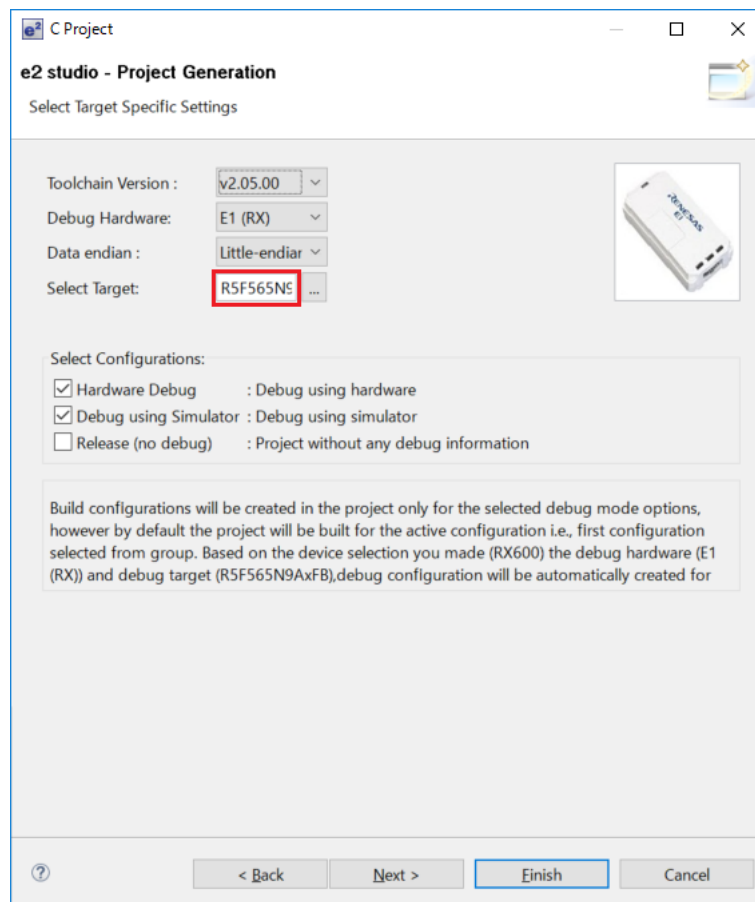 e² C Project
e2 studio - Project Generation
Select Target Specific Settings
Toolchain Version : v2.05.00
Debug Hardware: E1 (RX)
Data endian : Little-endiar
Select Target: R5F565N9 ...
RENESAS
E1
Select Configurations:
Hardware Debug : Debug using hardware
Debug using Simulator : Debug using simulator
Release (no debug) : Project without any debug information
Build configurations will be created in the project only for the selected debug mode options,
however by default the project will be built for the active configuration i.e., first configuration
selected from group. Based on the device selection you made (RX600) the debug hardware (E1
(RX)) and debug target (R5F565N9AxFB),debug configuration will be automatically created for
? < Back Next > Finish Cancel